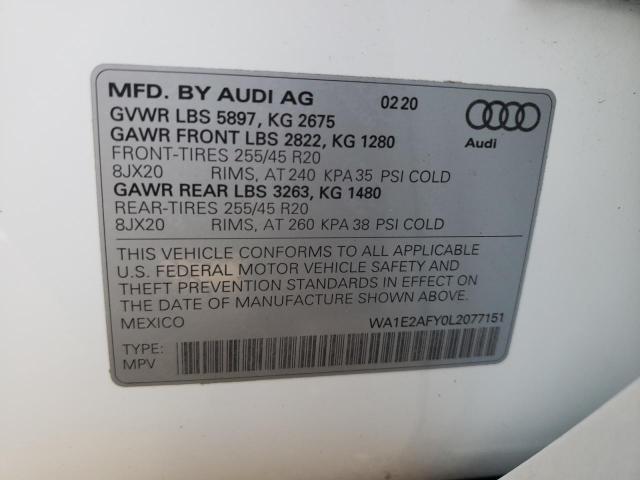 MFD. BY AUDI AG 02 20
GVWR LBS 5897, KG 2675
GAWR FRONT LBS 2822, KG 1280
FRONT-TIRES 255/45 R20
8JX20 RIMS, AT 240 KPA 35 PSI COLD
GAWR REAR LBS 3263, KG 1480
REAR-TIRES 255/45 R20
8JX20 RIMS, AT 260 KPA 38 PSI COLD
Audi
THIS VEHICLE CONFORMS TO ALL APPLICABLE
U.S. FEDERAL MOTOR VEHICLE SAFETY AND
THEFT PREVENTION STANDARDS IN EFFECT ON
THE DATE OF MANUFACTURE SHOWN ABOVE
MEXICO WA1E2AFY0L2077151
TYPE:
MPV